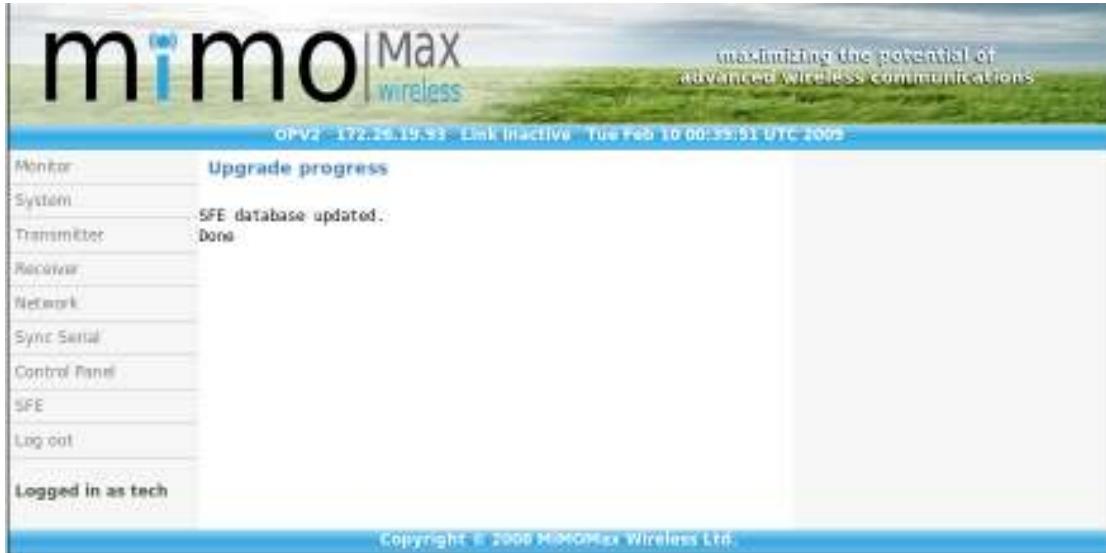 mimo Max
wireless
maximizing the potential of
advanced wireless communications
OPV2 172.26.19.93 Link Inactive Tue Feb 10 00:39:51 UTC 2009
Monitor
System
Transmitter
Receiver
Network
Sync Serial
Control Panel
SFE
Log out
Logged in as tech
Upgrade progress
SFE database updated.
Done
Copyright © 2008 MiMOMax Wireless Ltd.